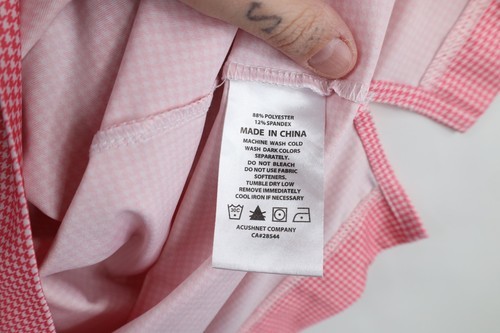 88% POLYESTER
12% SPANDEX
MADE IN CHINA
MACHINE WASH COLD
WASH DARK COLORS
SEPARATELY.
DO NOT BLEACH
DO NOT USE FABRIC
SOFTENERS.
TUMBLE DRY LOW
REMOVE IMMEDIATELY
COOL IRON IF NECESSARY
ACUSHNET COMPANY
CA#28544